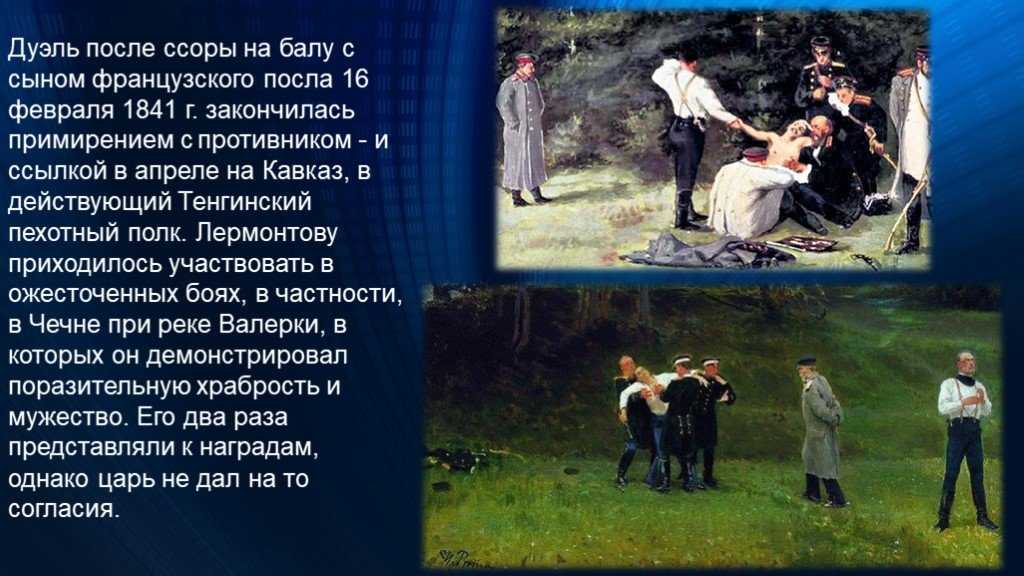 Дуэль после ссоры на балу с
сыном французского посла 16
февраля 1841 г. закончилась
примирением с противником - и
ссылкой в апреле на Кавказ, в
действующий Тенгинский
пехотный полк. Лермонтову
приходилось участвовать в
ожесточенных боях, в частности,
в Чечне при реке Валерки, в
которых он демонстрировал
поразительную храбрость и
мужество. Его два раза
представляли к наградам,
однако царь не дал на то
согласия.